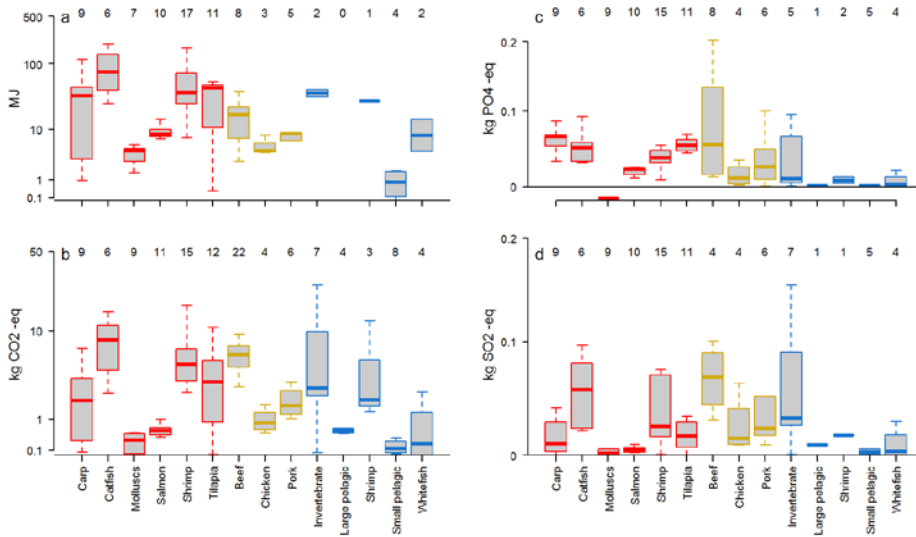 a 9 6 7 10 17 11 8 3 5 2 0 1 4 2
500
100
10
1
0.1
MJ
c 9 6 9 11 15 11 8 4 6 5 1 2 1 4
0.2
0.1
0
kg PO4 -eq
b 9 6 9 11 15 12 22 4 6 7 4 3 8 4
50
10
1
0.1
kg CO2 -eq
Carp
Catfish
Molluscs
Salmon
Shrimp
Tilapia
Beef
Chicken
Pork
Invertebrate
Large pelagic
Shrimp
Small pelagic
Whitefish
d 9 6 9 10 15 11 4 4 6 7 1 1 5 4
0.2
0.1
0
kg SO2 -eq
Carp
Catfish
Molluscs
Salmon
Shrimp
Tilapia
Beef
Chicken
Pork
Invertebrate
Large pelagic
Shrimp
Small pelagic
Whitefish